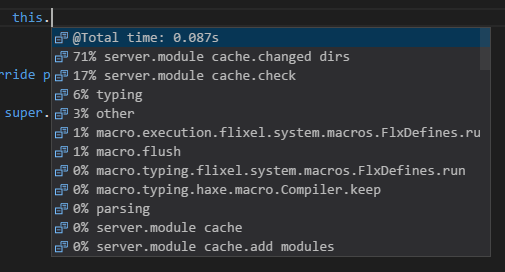 this.
@Total time: 0.087s
71% server.module cache.changed dirs
17% server.module cache.check
rride p
6% typing
3% other
super.
1% macro.execution.flixel.system.macros.FlxDefines.ru
1% macro.flush
0% macro.typing.flixel.system.macros.FlxDefines.run
0% macro.typing.haxe.macro.Compiler.keep
0% parsing
0% server.module cache
0% server.module cache.add modules